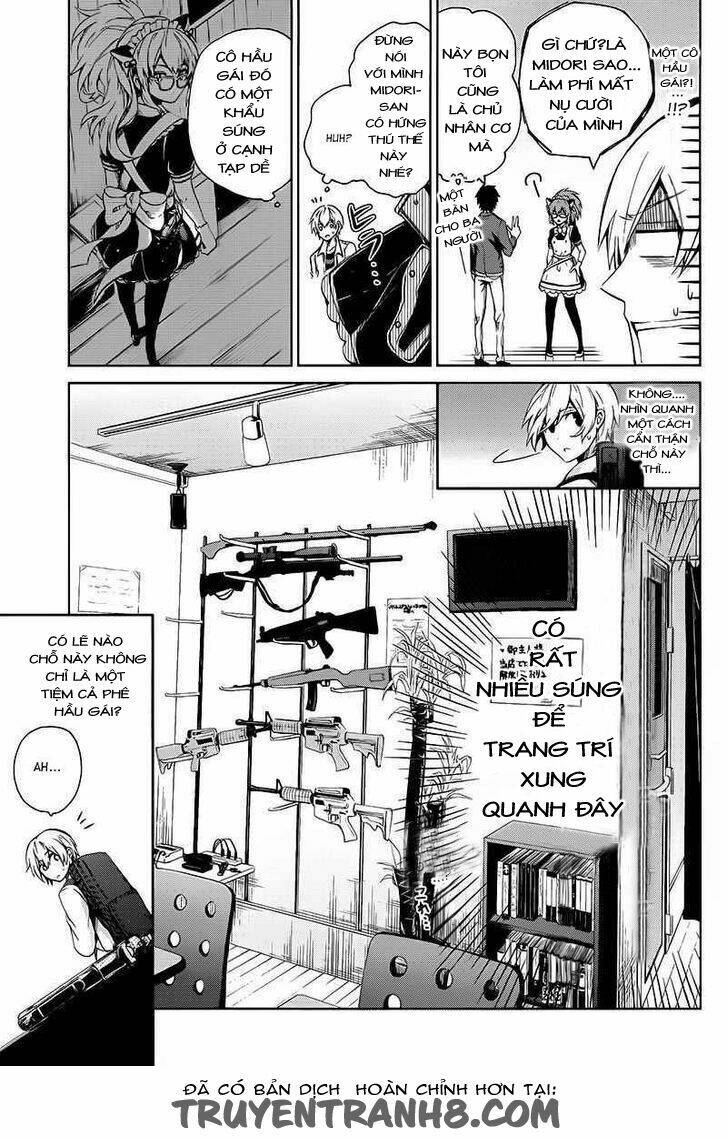 MỘT CÔ
HẦU
GÁI?!
...
!!?
GÌ CHỨ?LÀ
MIDORI SAO...
LÀM PHÍ MẤT
NỤ CƯỜI
CỦA MÌNH
NÀY BỌN
TÔI
CŨNG
LÀ CHỦ
NHÂN CƠ
MÀ
MỘT
BÀN
CHO BA
NGƯỜI
ĐỪNG
NÓI
VỚI MÌNH
MIDORI-
SAN
CÓ HỨNG
THÚ THẾ
NÀY
NHÉ?
HUH?
CÔ HẦU
GÁI ĐÓ
CÓ MỘT
KHẨU
SÚNG
Ở CẠNH
TẠP DỀ
KHÔNG....
NHÌN QUANH
MỘT CÁCH
CẨN THẬN
CHỖ NÀY
THÌ...
CÓ
RẤT
NHIỀU SÚNG
ĐỂ
TRANG TRÍ
XUNG
QUANH ĐÂY
CÓ LẼ NÀO
CHỖ NÀY KHÔNG
CHỈ LÀ MỘT
TIỆM CÀ PHÊ
HẦU GÁI?
AH...
ĐÃ CÓ BẢN DỊCH HOÀN CHỈNH HƠN TẠI:
TRUYENTRANH8.COM